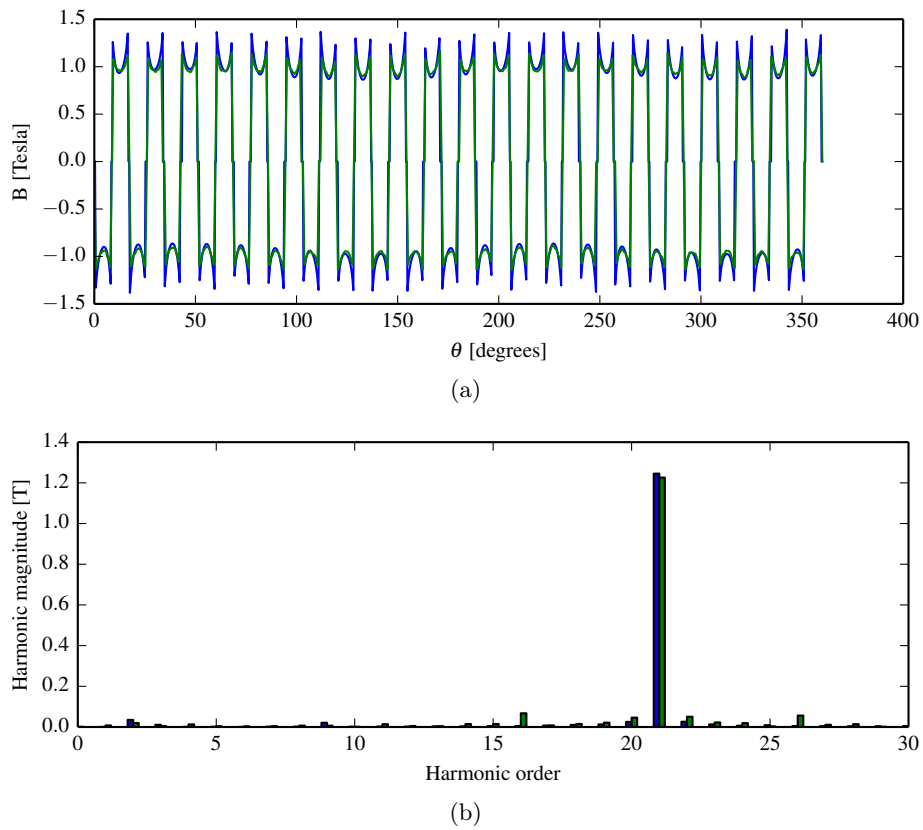 1.5
1.0
0.5
0.0
−0.5
−1.0
−1.5
B [Tesla]
0 50 100 150 200 250 300 350 400
θ [degrees]
(a)
1.4
1.2
1.0
0.8
0.6
0.4
0.2
0.0
Harmonic magnitude [T]
0 5 10 15 20 25 30
Harmonic order
(b)